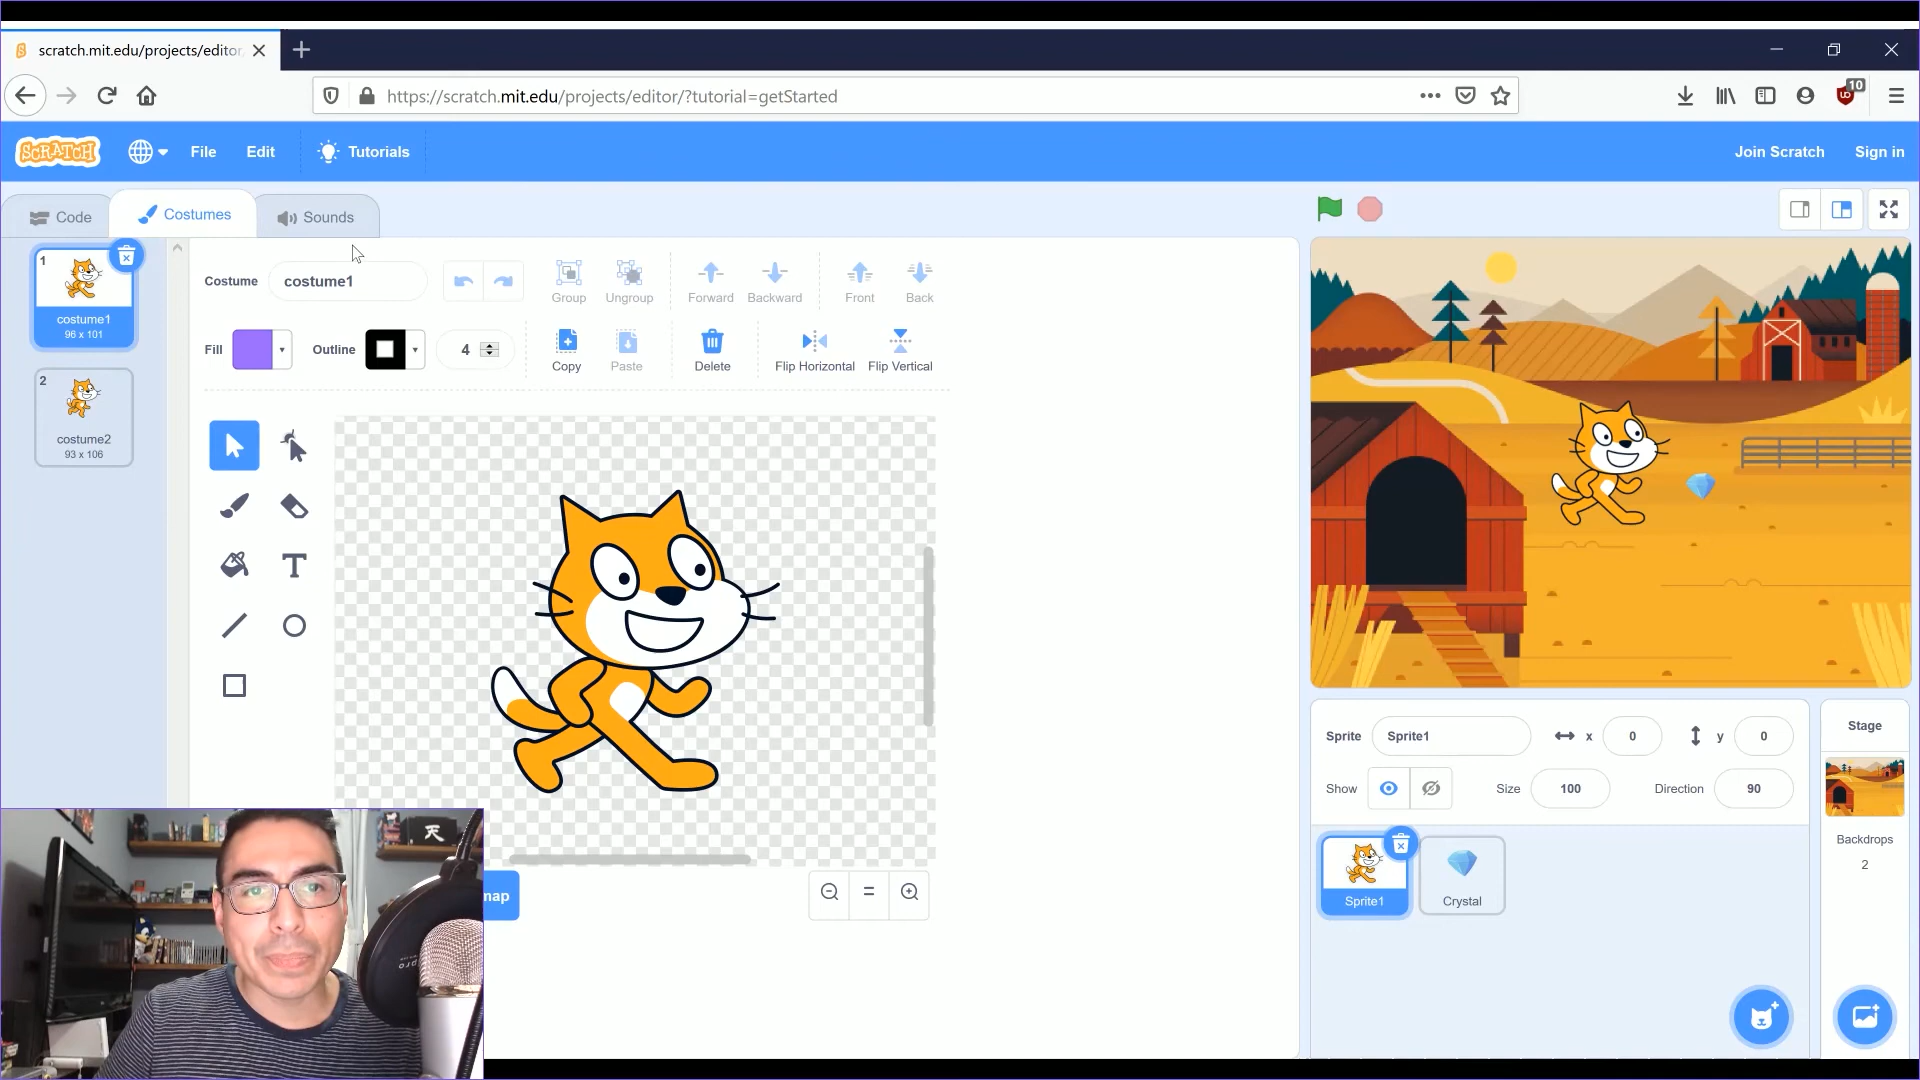 scratch.mit.edu/projects/editor
https://scratch.mit.edu/projects/editor/?tutorial=getStarted
10
SCRATCH
File
Edit
Tutorials
Join Scratch
Sign in
Code
Costumes
Sounds
1
costume1
96 x 101
2
costume2
93 x 106
Costume
costume1
Group
Ungroup
Forward
Backward
Front
Back
Fill
Outline
4
Copy
Paste
Delete
Flip Horizontal
Flip Vertical
T
map
Sprite
Sprite1
x
0
y
0
Show
Size
100
Direction
90
Sprite1
Crystal
Stage
Backdrops
2
天